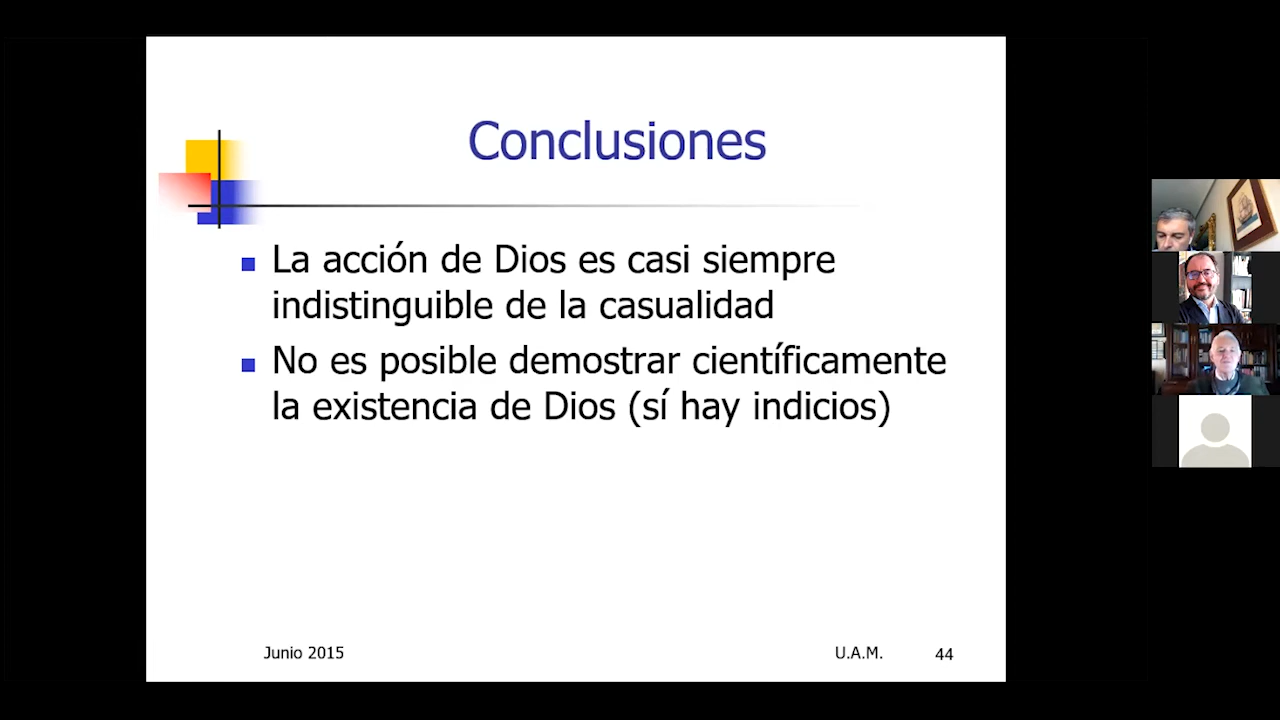 Conclusiones
La acción de Dios es casi siempre
indistinguible de la casualidad
No es posible demostrar científicamente
la existencia de Dios (sí hay indicios)
Junio 2015
U.A.M.
44